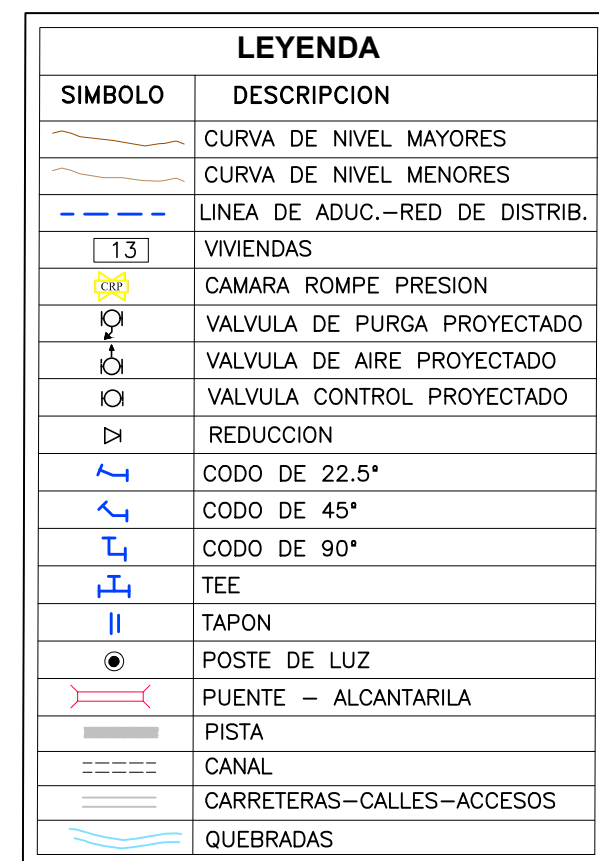 LEYENDA
SIMBOLO DESCRIPCION
CURVA DE NIVEL MAYORES
CURVA DE NIVEL MENORES
LINEA DE ADUC.-RED DE DISTRIB.
13 VIVIENDAS
CRP CAMARA ROMPE PRESION
VALVULA DE PURGA PROYECTADO
VALVULA DE AIRE PROYECTADO
VALVULA CONTROL PROYECTADO
REDUCCION
CODO DE 22.5°
CODO DE 45°
CODO DE 90°
TEE
TAPON
POSTE DE LUZ
PUENTE - ALCANTARILA
PISTA
CANAL
CARRETERAS-CALLES-ACCESOS
QUEBRADAS